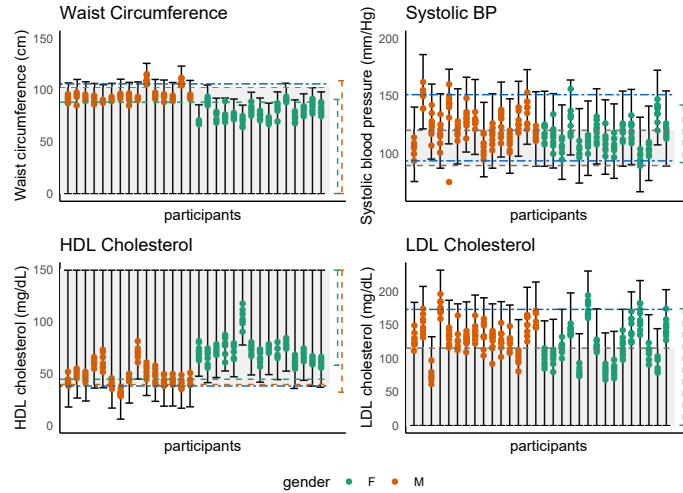 Waist Circumference
Waist circumference (cm)
150
100
50
0
participants
Systolic BP
Systolic blood pressure (mm/Hg)
200
150
100
participants
HDL Cholesterol
HDL cholesterol (mg/dL)
150
100
50
0
participants
LDL Cholesterol
LDL cholesterol (mg/dL)
200
150
100
50
0
participants
gender F M